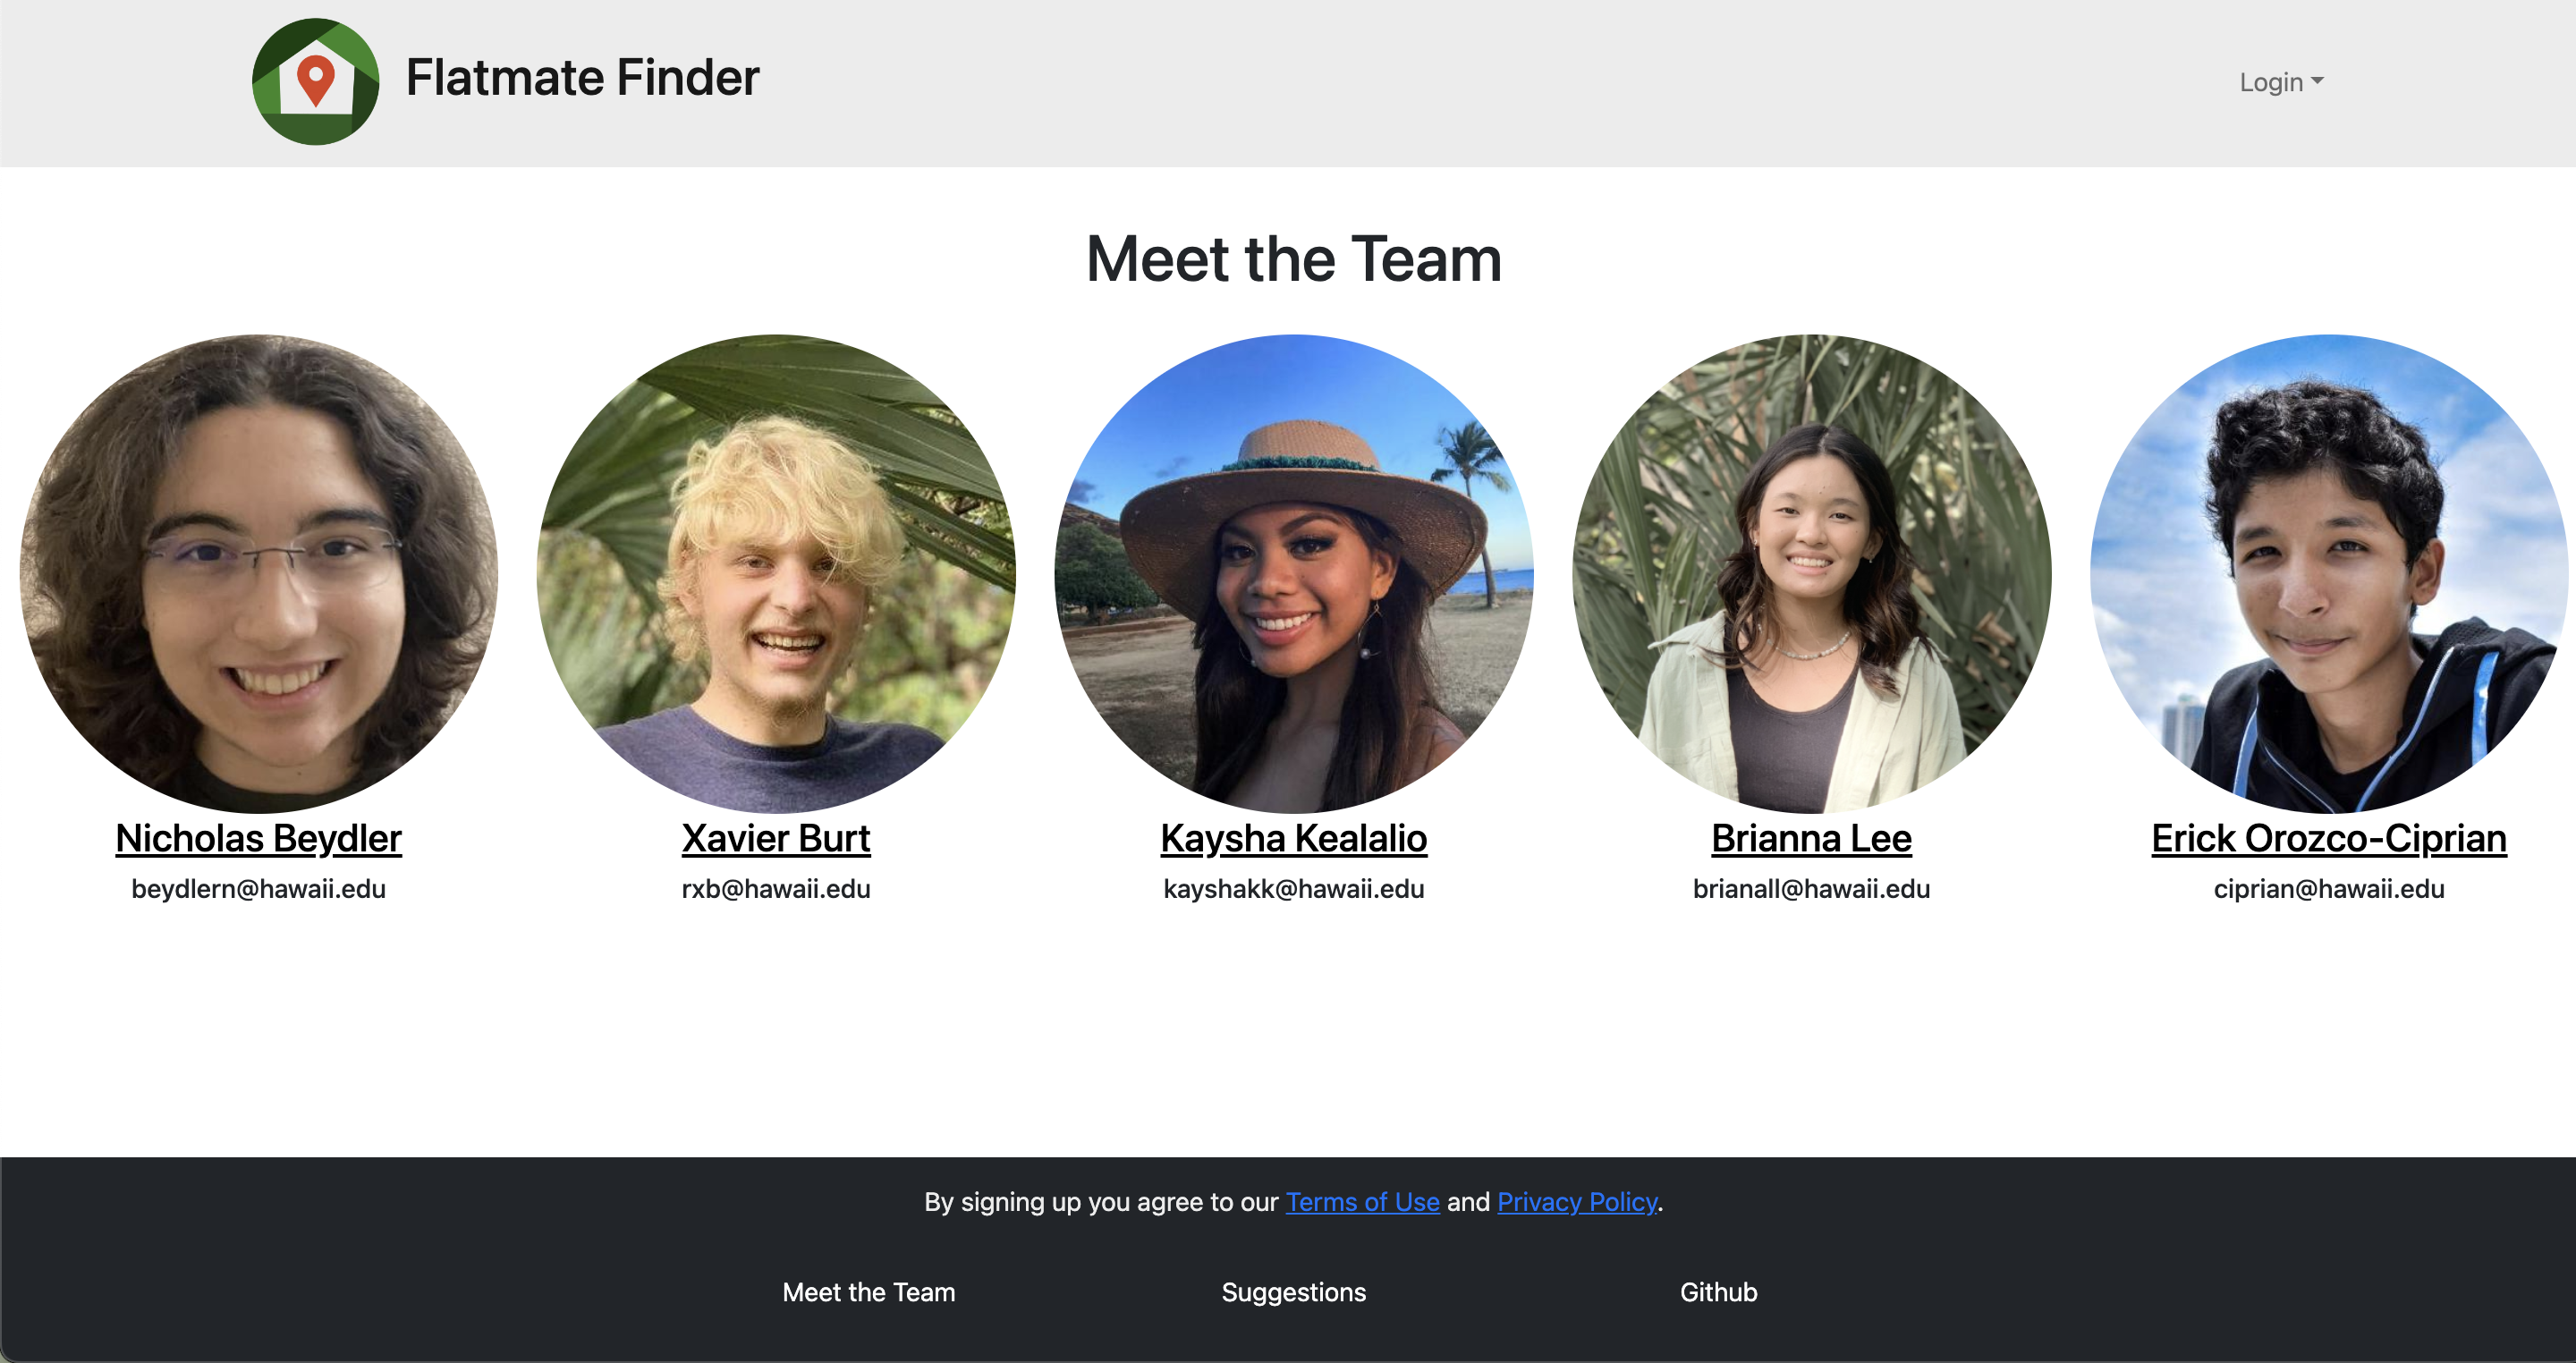 Flatmate Finder
Login
Meet the Team
Nicholas Beydler
beydlern@hawaii.edu
Xavier Burt
rxb@hawaii.edu
Kaysha Kealalio
kayshakk@hawaii.edu
Brianna Lee
brianall@hawaii.edu
Erick Orozco-Ciprian
ciprian@hawaii.edu
By signing up you agree to our Terms of Use and Privacy Policy.
Meet the Team
Suggestions
Github